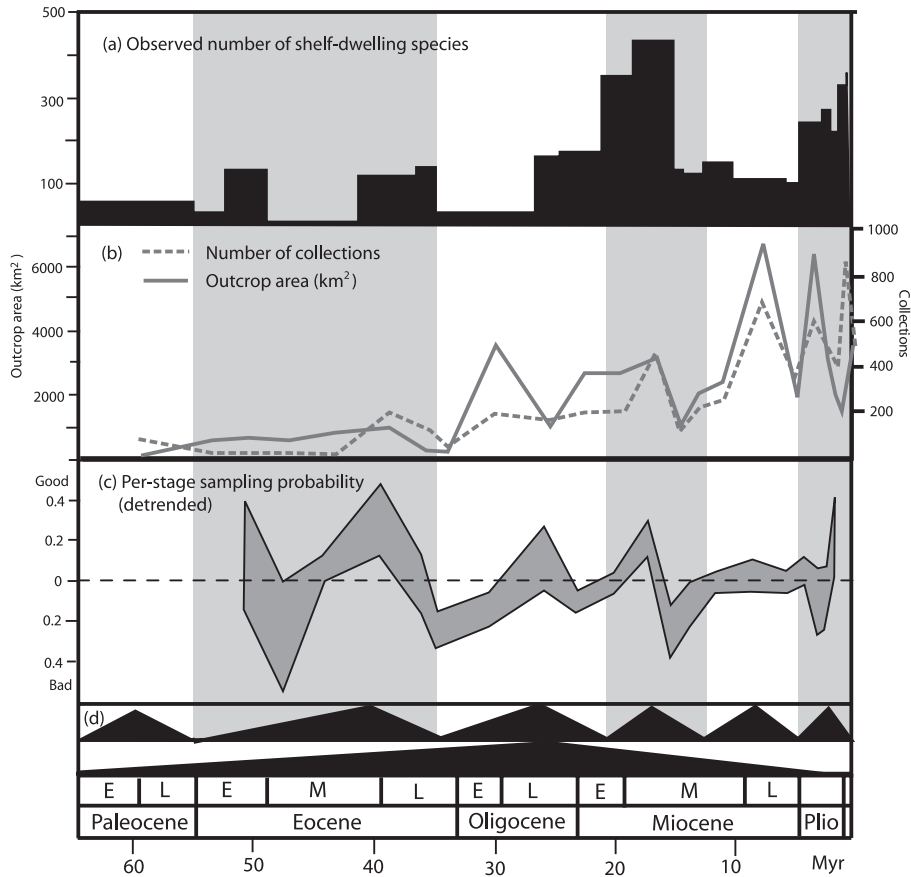 500
(a) Observed number of shelf-dwelling species
300
100
(b)
Number of collections
Outcrop area (km²)
1000
6000
800
Outcrop area (km²)
Collections
600
4000
400
2000
200
Good
(c) Per-stage sampling probability
(detrended)
0.4
0.2
0
0.2
0.4
Bad
(d)
E L E M L E L E M L
Paleocene Eocene Oligocene Miocene Plio
60 50 40 30 20 10 Myr